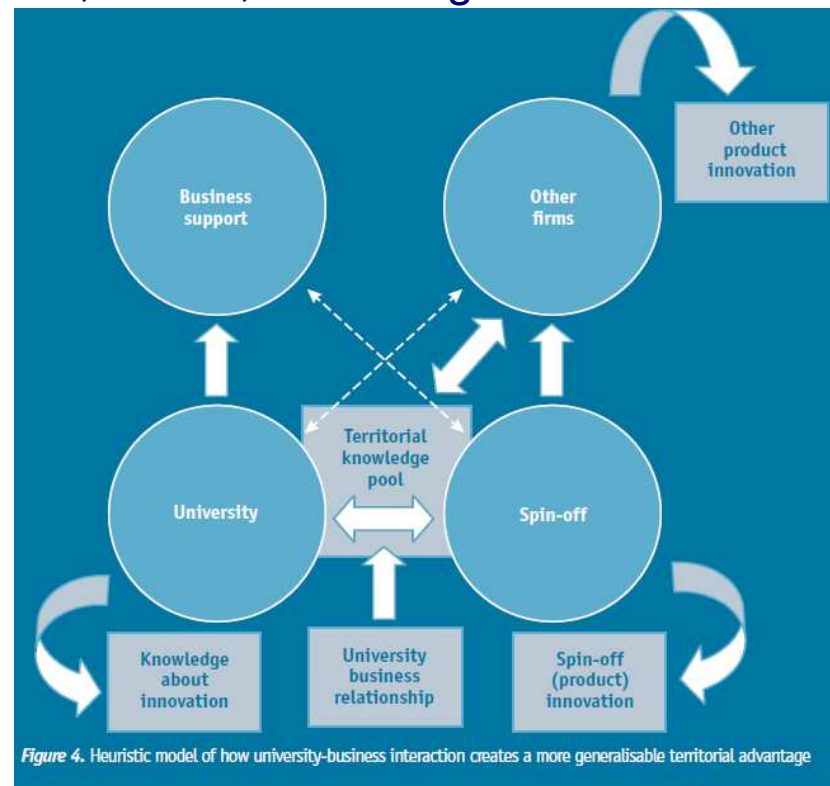 Other
product
innovation
Business
support
Other
firms
Territorial
knowledge
pool
University
Spin-off
Knowledge
about
innovation
University
business
relationship
Spin-off
(product)
innovation
Figure 4. Heuristic model of how university-business interaction creates a more generalisable territorial advantage